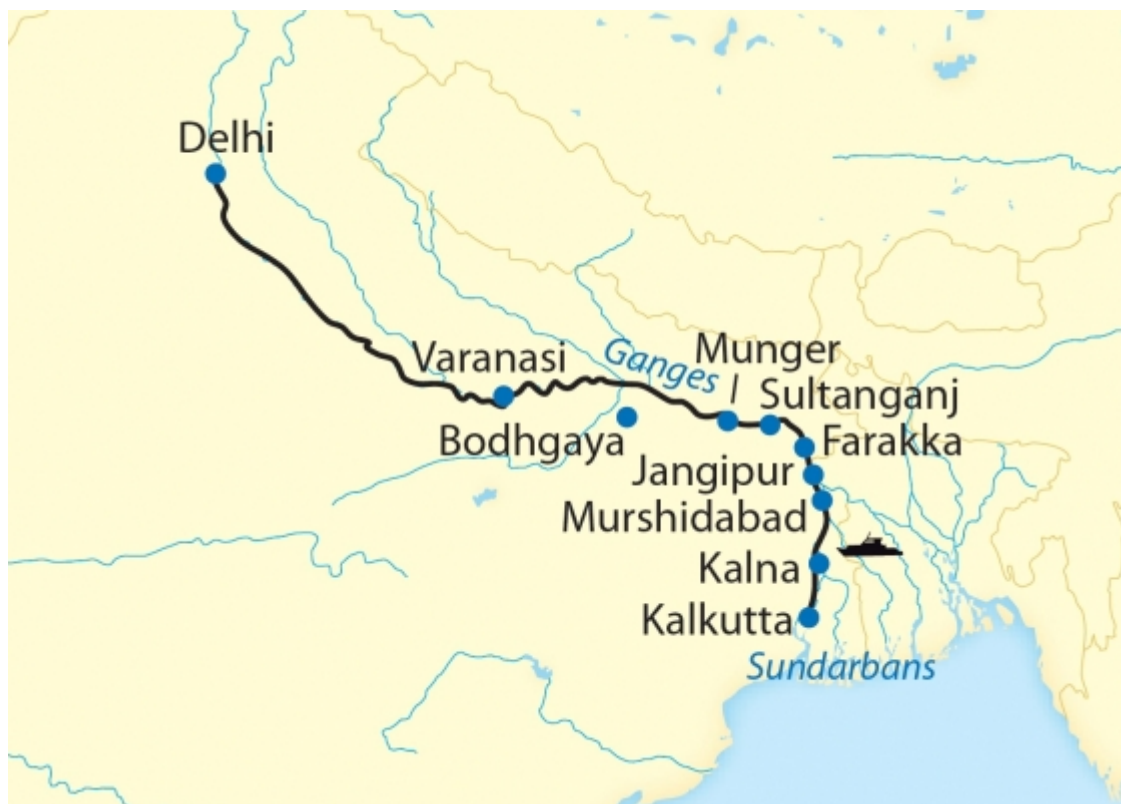 Delhi
Varanasi
Ganges
Munger
Sultanganj
Bodhgaya
Farakka
Jangipur
Murshidabad
Kalna
Kalkutta
Sundarbans